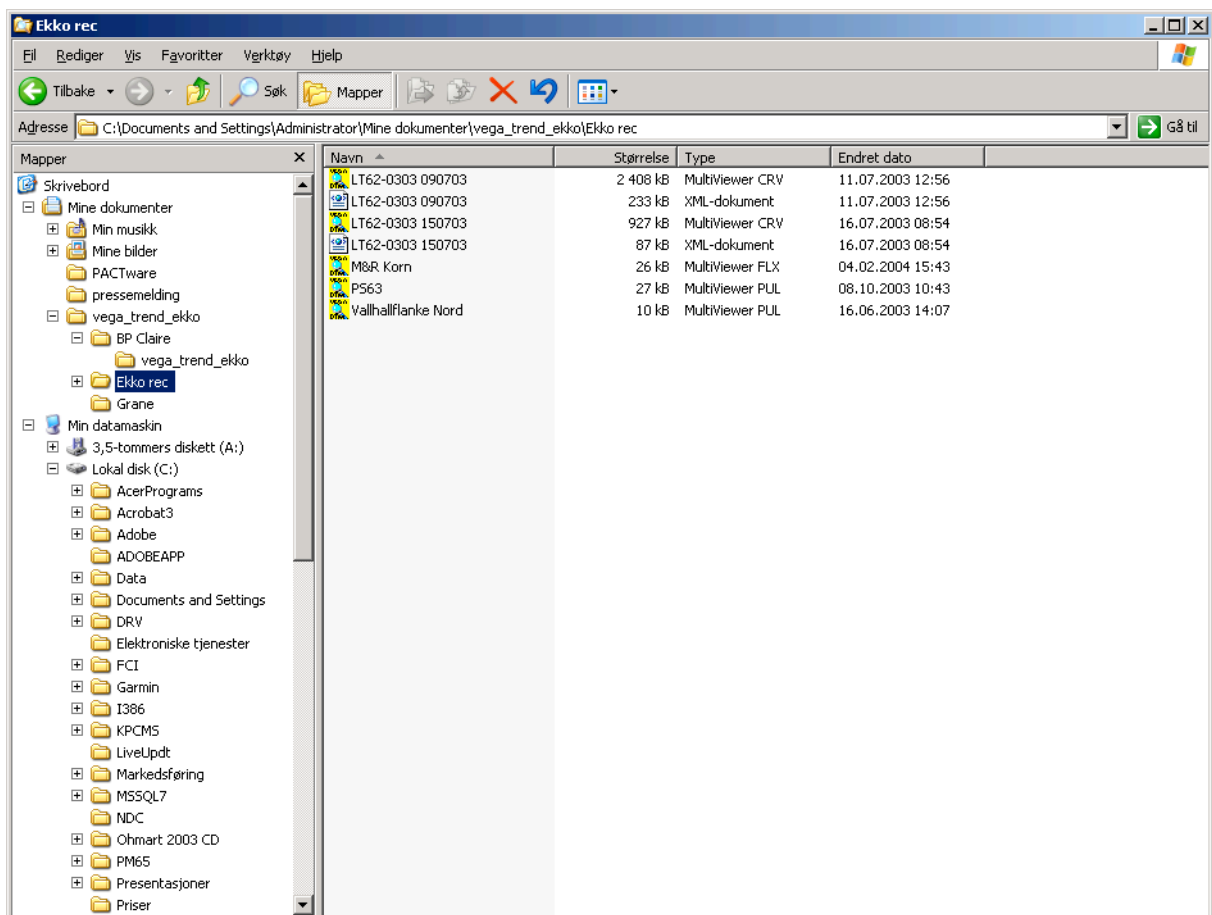 Ekko rec
Fil Rediger Vis Favoritter Verktøy Hjelp
Tilbake Søk Mapper
Adresse C:\Documents and Settings\Administrator\Mine dokumenter\vega_trend_ekko\Ekko rec Gå til
Mapper
Skrivebord
Mine dokumenter
Min musikk
Mine bilder
PACTware
pressemelding
vega_trend_ekko
BP Claire
vega_trend_ekko
Ekko rec
Grane
Min datamaskin
3,5-tommers diskett (A:)
Lokal disk (C:)
AcerPrograms
Acrobat3
Adobe
ADOBEAPP
Data
Documents and Settings
DRV
Elektroniske tjenester
FCI
Garmin
I386
KPCMS
LiveUpdt
Markedsføring
MSSQL7
NDC
Ohmart 2003 CD
PM65
Presentasjoner
Priser
Navn Størrelse Type Endret dato
LT62-0303 090703 2 408 kB MultiViewer CRV 11.07.2003 12:56
LT62-0303 090703 233 kB XML-dokument 11.07.2003 12:56
LT62-0303 150703 927 kB MultiViewer CRV 16.07.2003 08:54
LT62-0303 150703 87 kB XML-dokument 16.07.2003 08:54
M&R Korn 26 kB MultiViewer FLX 04.02.2004 15:43
PS63 27 kB MultiViewer PUL 08.10.2003 10:43
Vallhallflanke Nord 10 kB MultiViewer PUL 16.06.2003 14:07